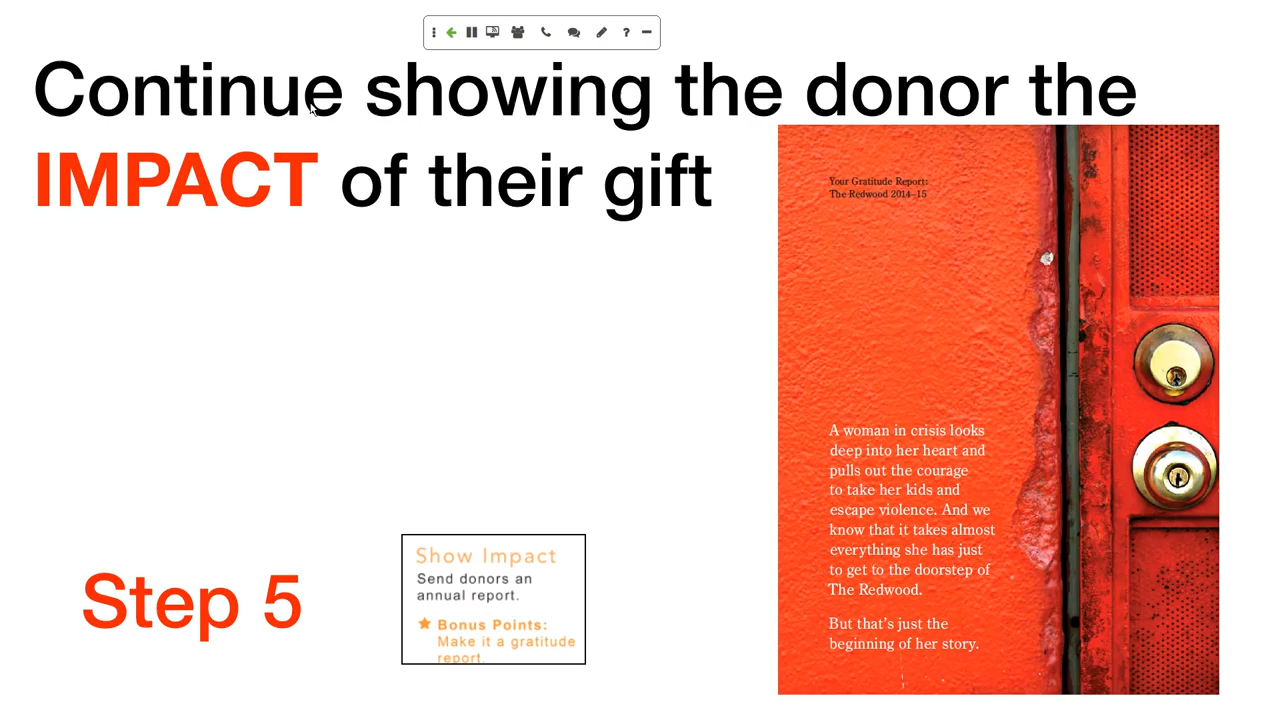 Continue showing the donor the
IMPACT of their gift
Your Gratitude Report:
The Redwood 2014–15
A woman in crisis looks
deep into her heart and
pulls out the courage
to take her kids and
escape violence. And we
know that it takes almost
everything she has just
to get to the doorstep of
The Redwood.
But that's just the
beginning of her story.
Step 5
Show Impact
Send donors an
annual report.
Bonus Points:
Make it a gratitude
report.